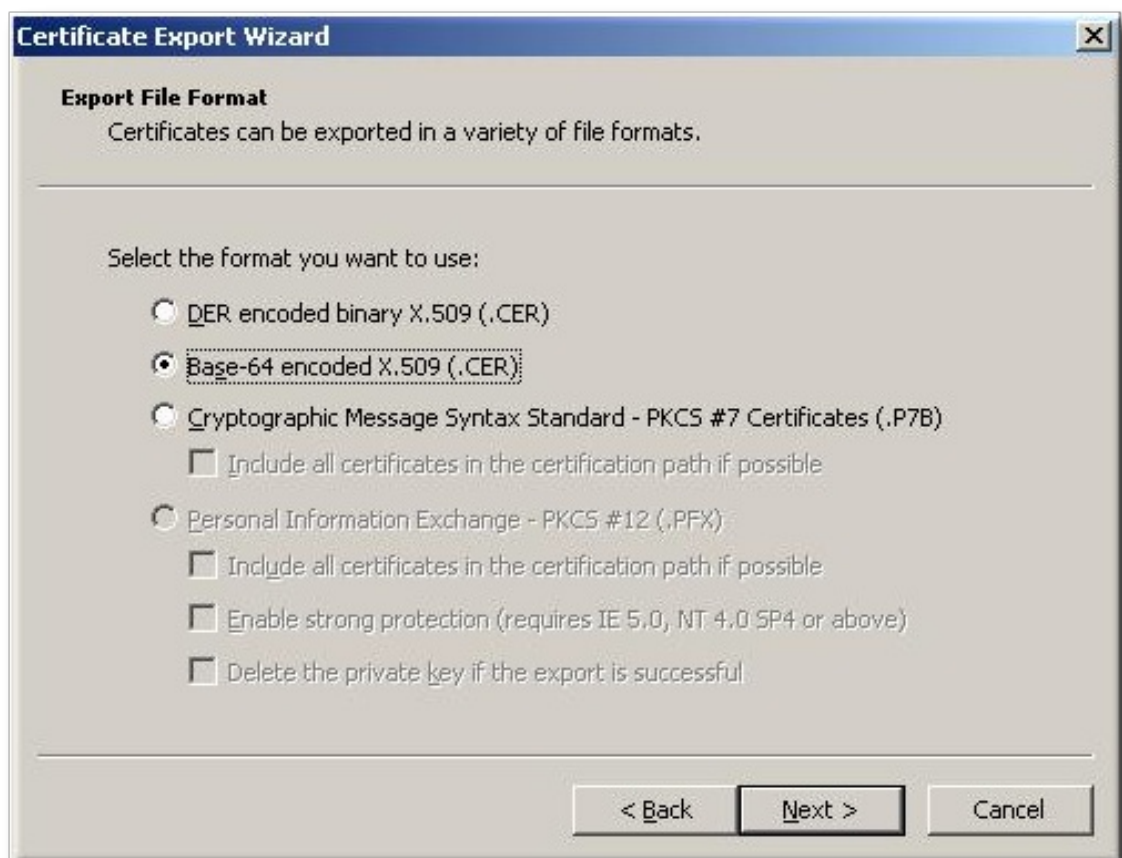 Certificate Export Wizard
Export File Format
Certificates can be exported in a variety of file formats.
Select the format you want to use:
DER encoded binary X.509 (.CER)
Base-64 encoded X.509 (.CER)
Cryptographic Message Syntax Standard - PKCS #7 Certificates (.P7B)
Include all certificates in the certification path if possible
Personal Information Exchange - PKCS #12 (.PFX)
Include all certificates in the certification path if possible
Enable strong protection (requires IE 5.0, NT 4.0 SP4 or above)
Delete the private key if the export is successful
< Back Next > Cancel